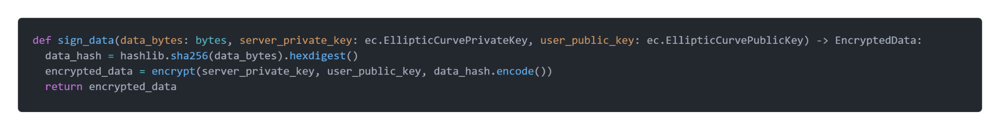 def sign_data(data_bytes: bytes, server_private_key: ec.EllipticCurvePrivateKey, user_public_key: ec.EllipticCurvePublicKey) -> EncryptedData:
  data_hash = hashlib.sha256(data_bytes).hexdigest()
  encrypted_data = encrypt(server_private_key, user_public_key, data_hash.encode())
  return encrypted_data